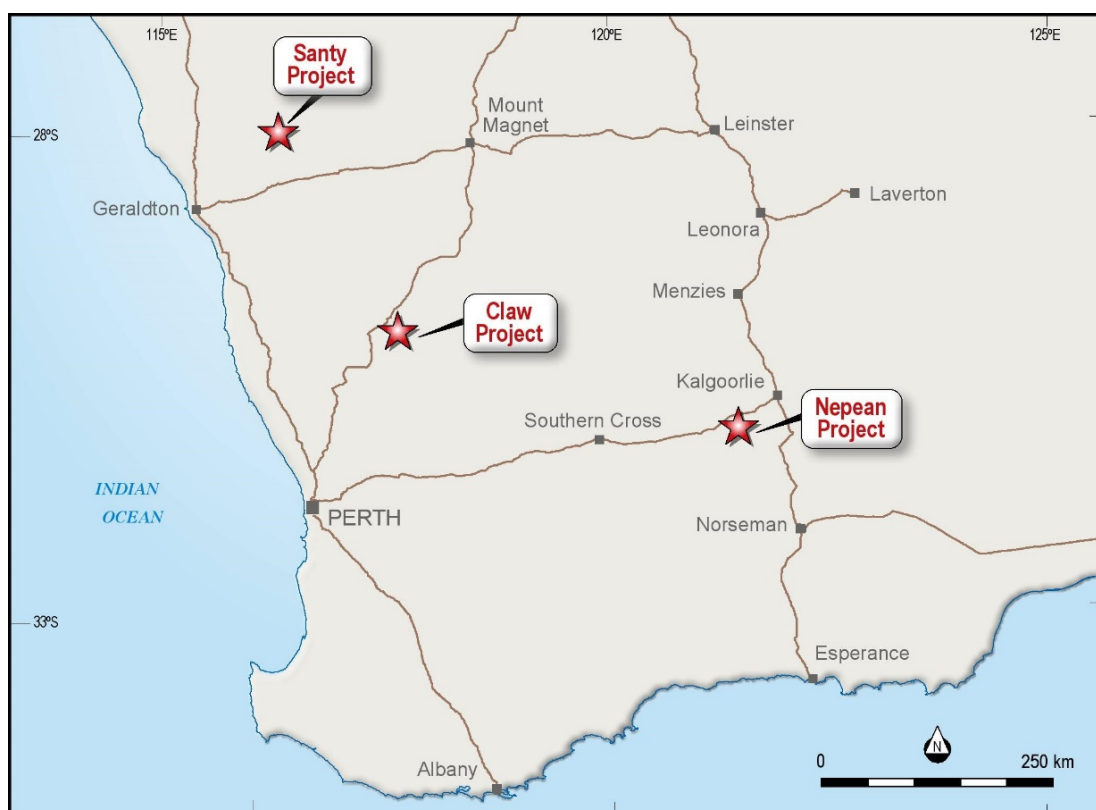 115ºE
120ºE
125ºE
Santy
Project
28ºS
Mount
Magnet
Leinster
Laverton
Geraldton
Leonora
Menzies
Claw
Project
Kalgoorlie
Nepean
Project
Southern Cross
INDIAN
OCEAN
PERTH
Norseman
33ºS
Esperance
N
0
250 km
Albany